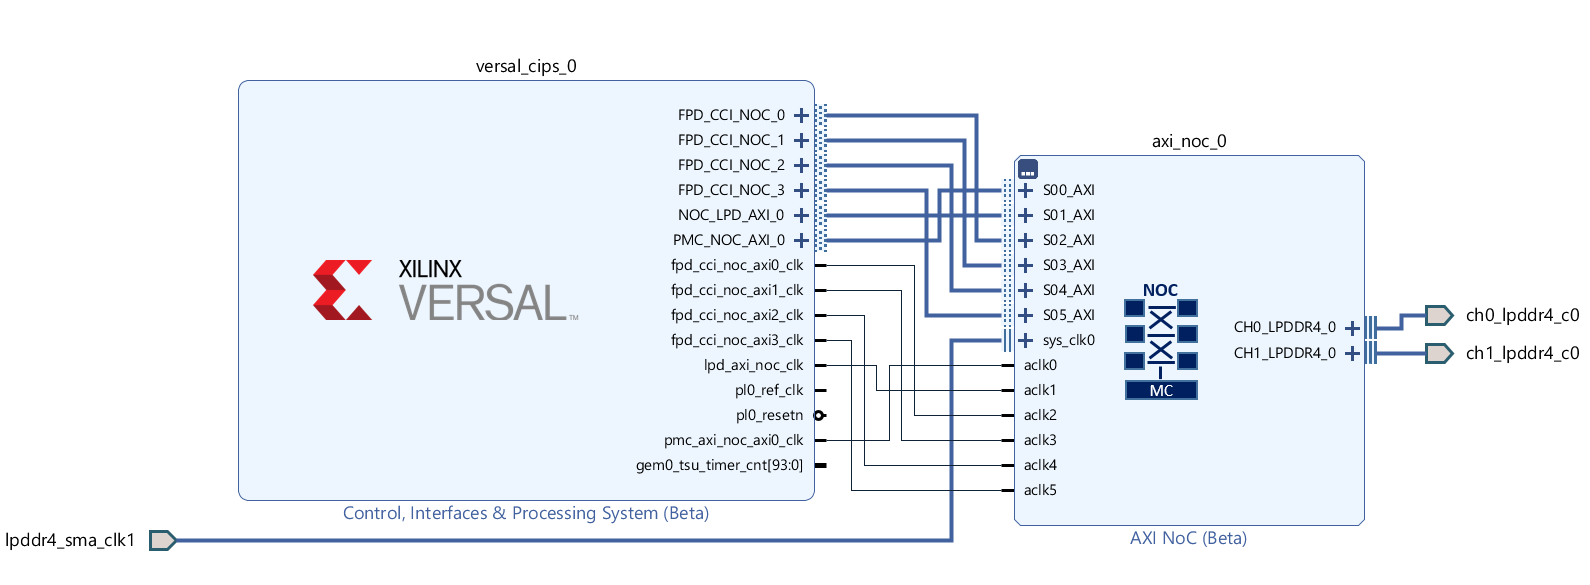 versal_cips_0
FPD_CCI_NOC_0
FPD_CCI_NOC_1
FPD_CCI_NOC_2
FPD_CCI_NOC_3
NOC_LPD_AXI_0
PMC_NOC_AXI_0
fpd_cci_noc_axi0_clk
fpd_cci_noc_axi1_clk
fpd_cci_noc_axi2_clk
fpd_cci_noc_axi3_clk
lpd_axi_noc_clk
pl0_ref_clk
pl0_resetn
pmc_axi_noc_axi0_clk
gem0_tsu_timer_cnt[93:0]
XILINX
VERSAL™
Control, Interfaces & Processing System (Beta)
lpddr4_sma_clk1
axi_noc_0
S00_AXI
S01_AXI
S02_AXI
S03_AXI
S04_AXI
S05_AXI
sys_clk0
aclk0
aclk1
aclk2
aclk3
aclk4
aclk5
NOC
MC
CH0_LPDDR4_0
CH1_LPDDR4_0
AXI NoC (Beta)
ch0_lpddr4_c0
ch1_lpddr4_c0